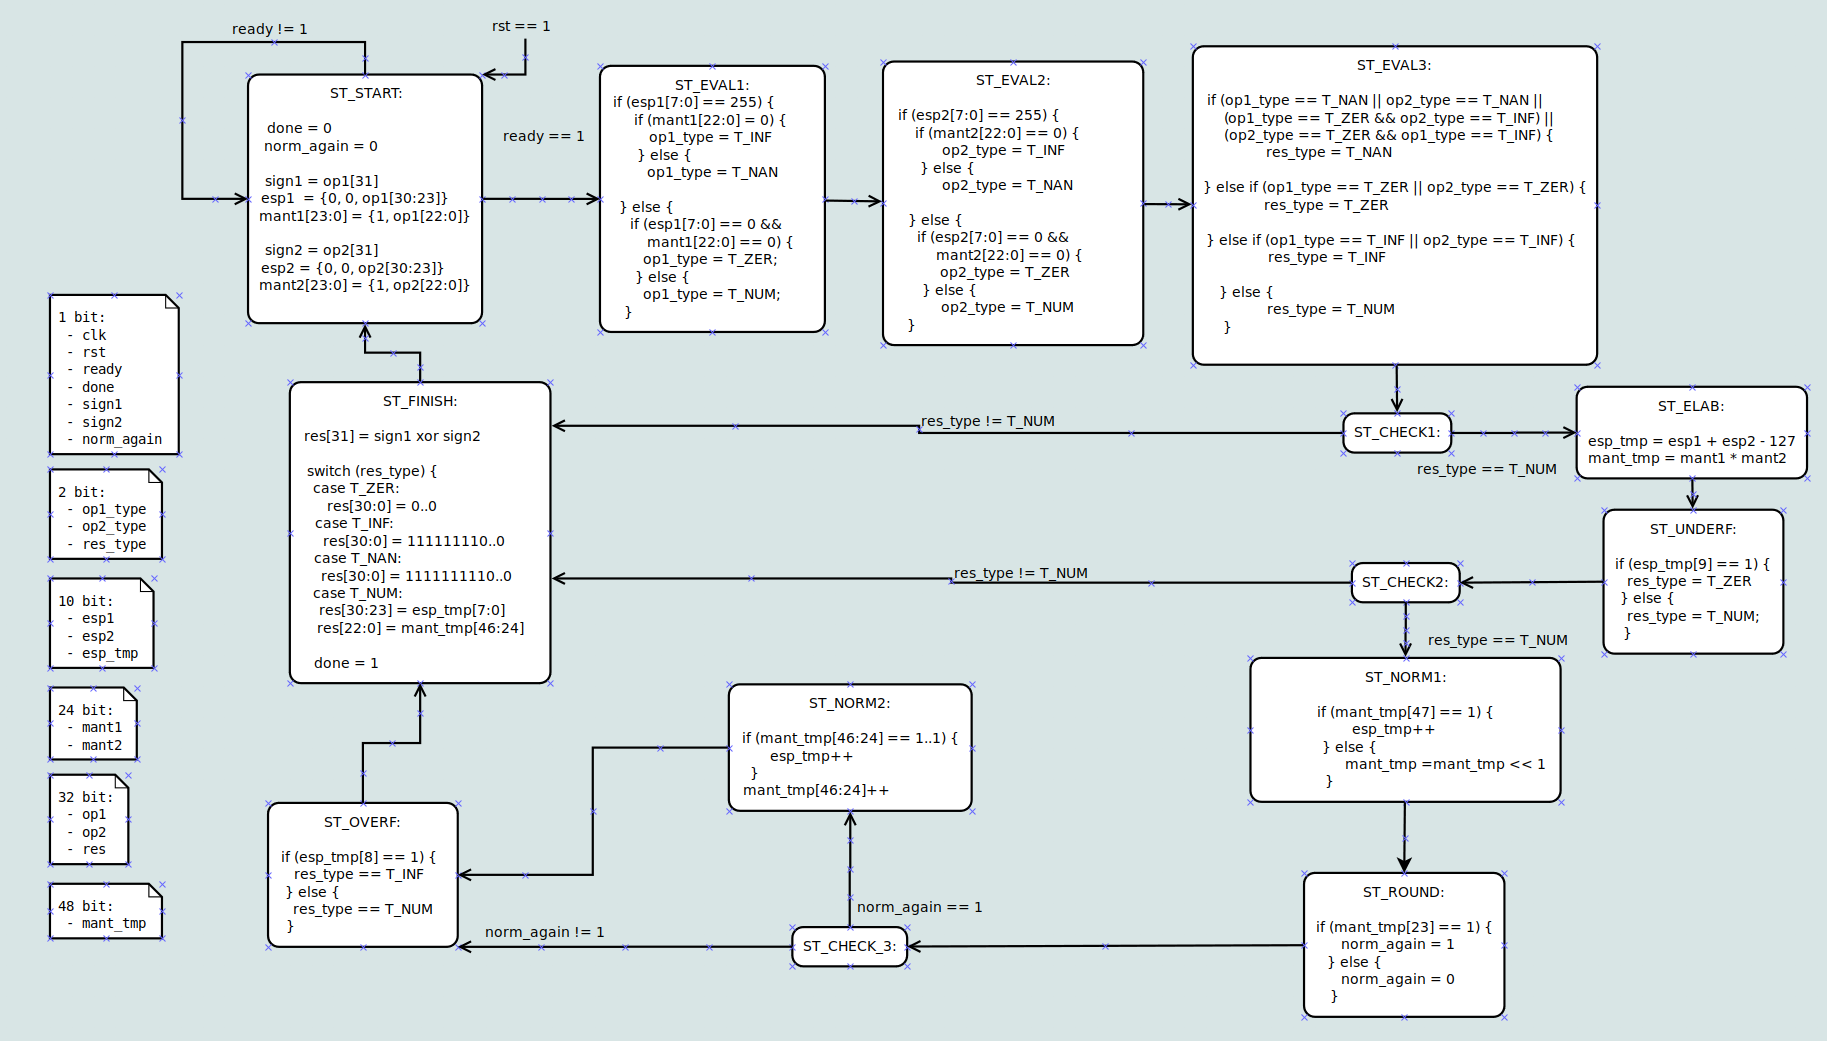 ready != 1
rst == 1
ST_START:
done = 0
norm_again = 0
sign1 = op1[31]
esp1  = {0, 0, op1[30:23]}
mant1[23:0] = {1, op1[22:0]}
sign2 = op2[31]
esp2 = {0, 0, op2[30:23]}
mant2[23:0] = {1, op2[22:0]}
ready == 1
ST_EVAL1:
if (esp1[7:0] == 255) {
if (mant1[22:0] = 0) {
op1_type = T_INF
} else {
op1_type = T_NAN
} else {
if (esp1[7:0] == 0 &&
mant1[22:0] == 0) {
op1_type = T_ZER;
} else {
op1_type = T_NUM;
}
ST_EVAL2:
if (esp2[7:0] == 255) {
if (mant2[22:0] == 0) {
op2_type = T_INF
} else {
op2_type = T_NAN
} else {
if (esp2[7:0] == 0 &&
mant2[22:0] == 0) {
op2_type = T_ZER
} else {
op2_type = T_NUM
}
ST_EVAL3:
if (op1_type == T_NAN || op2_type == T_NAN ||
(op1_type == T_ZER && op2_type == T_INF) ||
(op2_type == T_ZER && op1_type == T_INF) {
res_type = T_NAN
} else if (op1_type == T_ZER || op2_type == T_ZER) {
res_type = T_ZER
} else if (op1_type == T_INF || op2_type == T_INF) {
res_type = T_INF
} else {
res_type = T_NUM
}
1 bit:
- clk
- rst
- ready
- done
- sign1
- sign2
- norm_again
2 bit:
- op1_type
- op2_type
- res_type
10 bit:
- esp1
- esp2
- esp_tmp
24 bit:
- mant1
- mant2
32 bit:
- op1
- op2
- res
48 bit:
- mant_tmp
ST_FINISH:
res[31] = sign1 xor sign2
switch (res_type) {
case T_ZER:
res[30:0] = 0..0
case T_INF:
res[30:0] = 111111110..0
case T_NAN:
res[30:0] = 1111111110..0
case T_NUM:
res[30:23] = esp_tmp[7:0]
res[22:0] = mant_tmp[46:24]
done = 1
res_type != T_NUM
ST_CHECK1:
res_type == T_NUM
ST_ELAB:
esp_tmp = esp1 + esp2 - 127
mant_tmp = mant1 * mant2
ST_UNDERF:
if (esp_tmp[9] == 1) {
res_type = T_ZER
} else {
res_type = T_NUM;
}
res_type != T_NUM
ST_CHECK2:
res_type == T_NUM
ST_NORM1:
if (mant_tmp[47] == 1) {
esp_tmp++
} else {
mant_tmp =mant_tmp << 1
}
ST_NORM2:
if (mant_tmp[46:24] == 1..1) {
esp_tmp++
}
mant_tmp[46:24]++
ST_OVERF:
if (esp_tmp[8] == 1) {
res_type == T_INF
} else {
res_type == T_NUM
}
norm_again != 1
norm_again == 1
ST_CHECK_3:
ST_ROUND:
if (mant_tmp[23] == 1) {
norm_again = 1
} else {
norm_again = 0
}